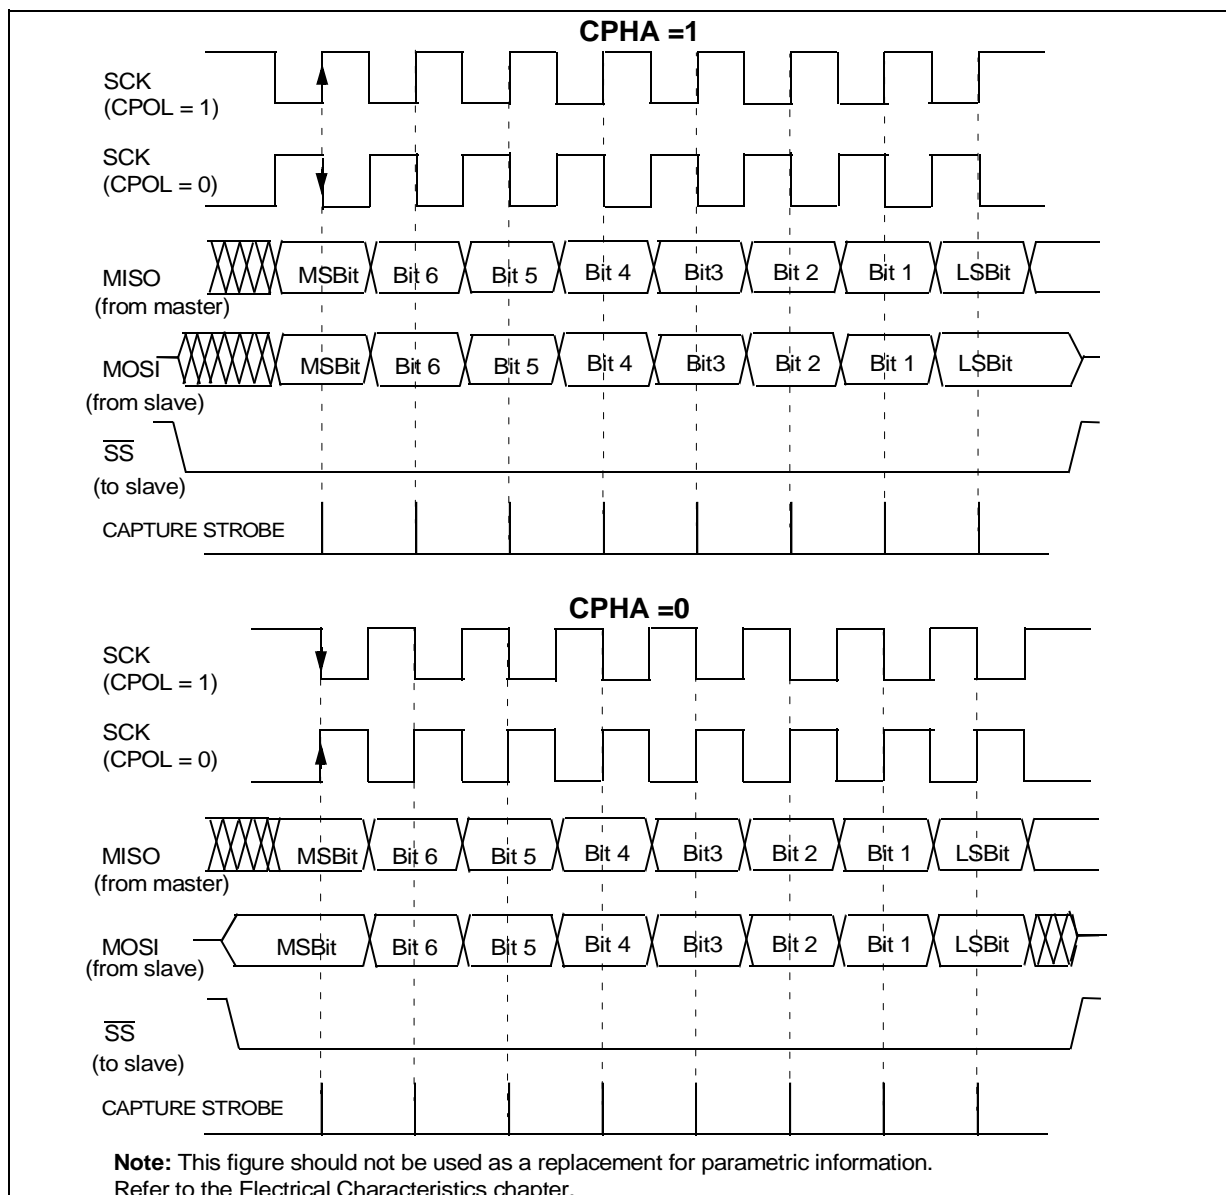 CPHA =1
SCK
(CPOL = 1)
SCK
(CPOL = 0)
MISO
(from master)
MSBit Bit 6 Bit 5 Bit 4 Bit3 Bit 2 Bit 1 LSBit
MOSI
(from slave)
MSBit Bit 6 Bit 5 Bit 4 Bit3 Bit 2 Bit 1 LSBit
SS
(to slave)
CAPTURE STROBE
CPHA =0
SCK
(CPOL = 1)
SCK
(CPOL = 0)
MISO
(from master)
MSBit Bit 6 Bit 5 Bit 4 Bit3 Bit 2 Bit 1 LSBit
MOSI
(from slave)
MSBit Bit 6 Bit 5 Bit 4 Bit3 Bit 2 Bit 1 LSBit
SS
(to slave)
CAPTURE STROBE
Note: This figure should not be used as a replacement for parametric information.
Refer to the Electrical Characteristics chapter.